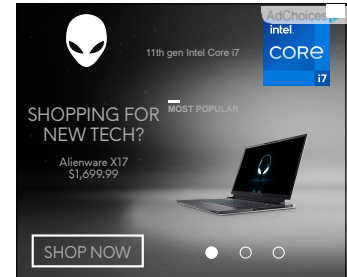 AdChoices
intel.
CORE
i7
11th gen Intel Core i7
MOST POPULAR
SHOPPING FOR
NEW TECH?
Alienware X17
$1,699.99
SHOP NOW